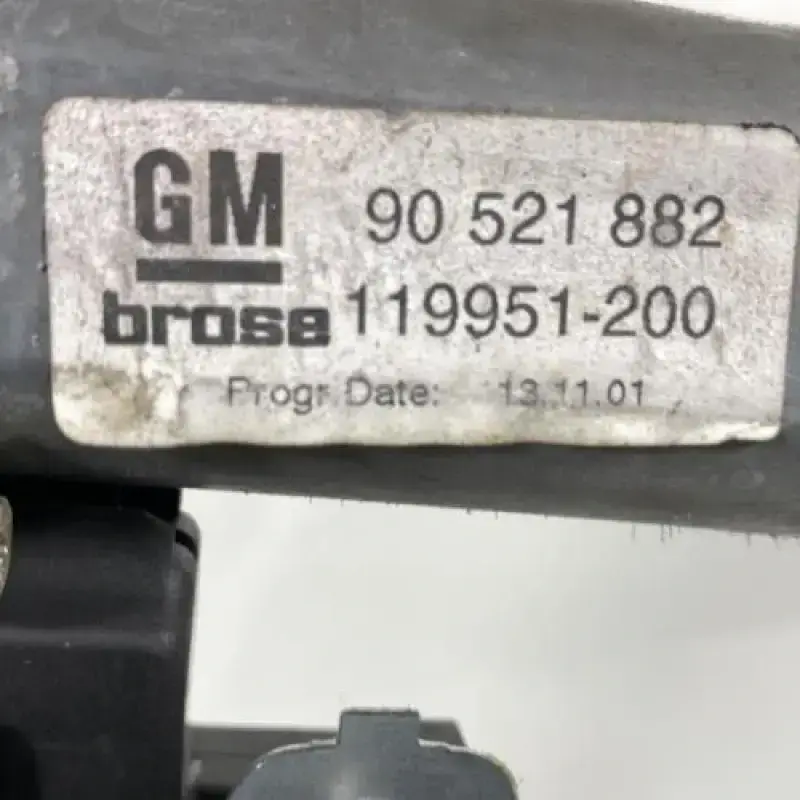 GM 90 521 882
brose 119951-200
Progr.Date: 13.11.01